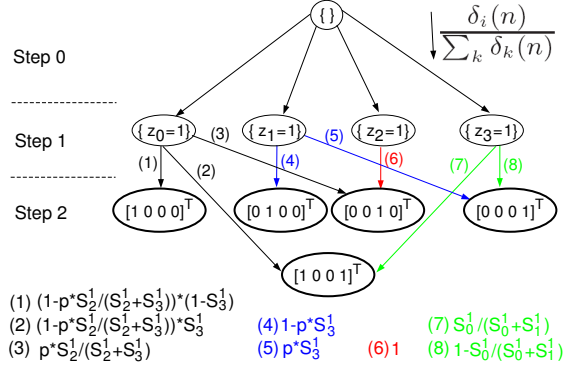 { }
δ_i(n) / ∑_k δ_k(n)
Step 0
Step 1
{ z_0=1} { z_1=1} { z_2=1} { z_3=1}
(1) (2) (3) (4) (5) (6) (7) (8)
Step 2
[1 0 0 0]^T [0 1 0 0]^T [0 0 1 0]^T [0 0 0 1]^T
[1 0 0 1]^T
(1) (1-p*S_2^1/(S_2^1+S_3^1))*(1-S_3^1)
(2) (1-p*S_2^1/(S_2^1+S_3^1))*S_3^1 (4) 1-p*S_3^1 (7) S_0^1/(S_0^1+S_1^1)
(3) p*S_2^1/(S_2^1+S_3^1) (5) p*S_3^1 (6) 1 (8) 1-S_0^1/(S_0^1+S_1^1)